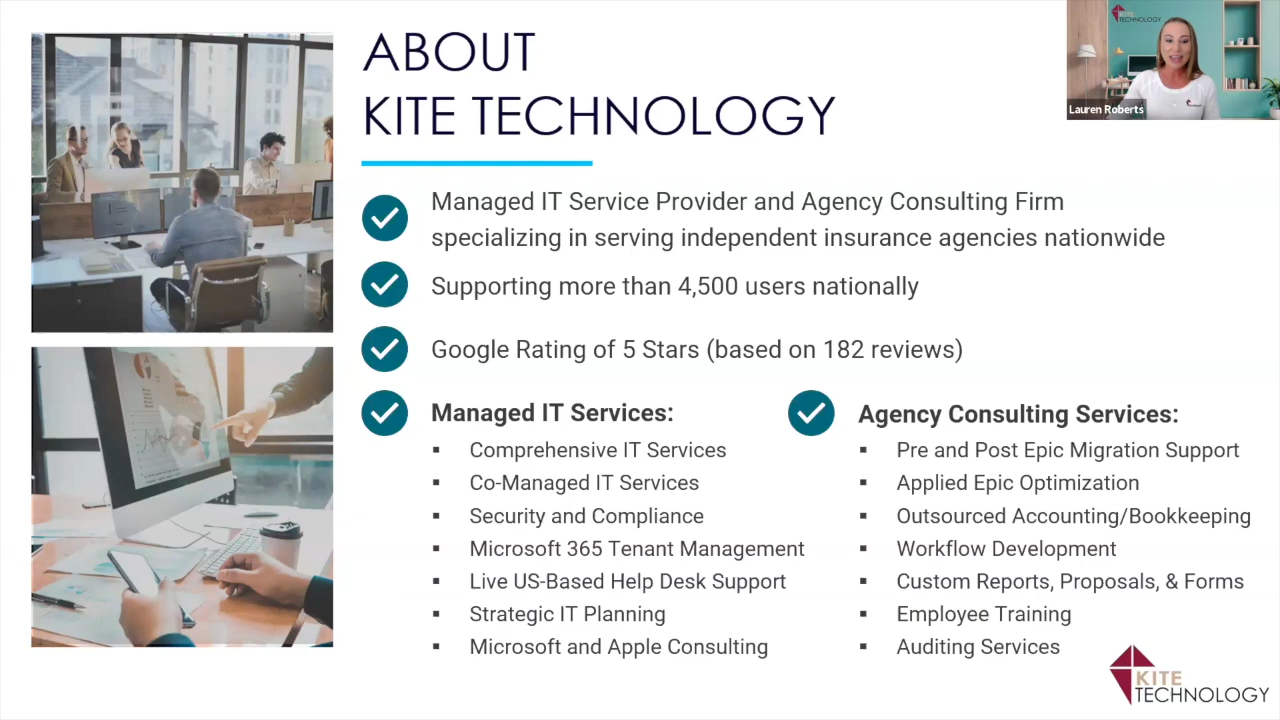 ABOUT
KITE TECHNOLOGY
KITE
TECHNOLOGY
Lauren Roberts
Managed IT Service Provider and Agency Consulting Firm
specializing in serving independent insurance agencies nationwide
Supporting more than 4,500 users nationally
Google Rating of 5 Stars (based on 182 reviews)
Managed IT Services:
▪ Comprehensive IT Services
▪ Co-Managed IT Services
▪ Security and Compliance
▪ Microsoft 365 Tenant Management
▪ Live US-Based Help Desk Support
▪ Strategic IT Planning
▪ Microsoft and Apple Consulting
Agency Consulting Services:
▪ Pre and Post Epic Migration Support
▪ Applied Epic Optimization
▪ Outsourced Accounting/Bookkeeping
▪ Workflow Development
▪ Custom Reports, Proposals, & Forms
▪ Employee Training
▪ Auditing Services
KITE
TECHNOLOGY